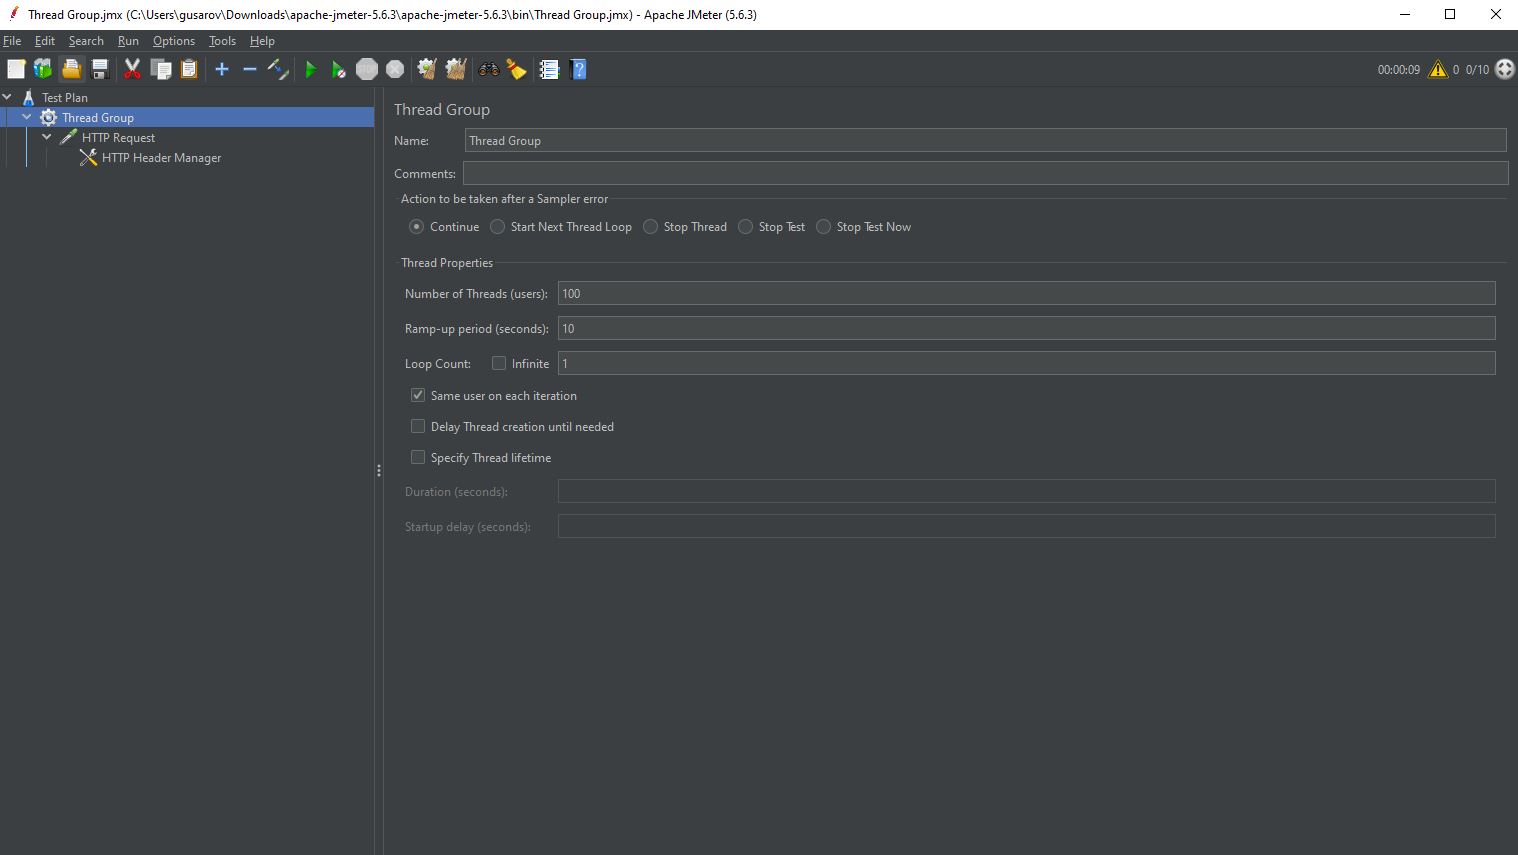 Thread Group.jmx (C:\Users\gusarov\Downloads\apache-jmeter-5.6.3\apache-jmeter-5.6.3\bin\Thread Group.jmx) - Apache JMeter (5.6.3)
File Edit Search Run Options Tools Help
00:00:09 0 0/10
Test Plan
Thread Group
HTTP Request
HTTP Header Manager
Thread Group
Name: Thread Group
Comments:
Action to be taken after a Sampler error
Continue Start Next Thread Loop Stop Thread Stop Test Stop Test Now
Thread Properties
Number of Threads (users): 100
Ramp-up period (seconds): 10
Loop Count: Infinite 1
Same user on each iteration
Delay Thread creation until needed
Specify Thread lifetime
Duration (seconds):
Startup delay (seconds):